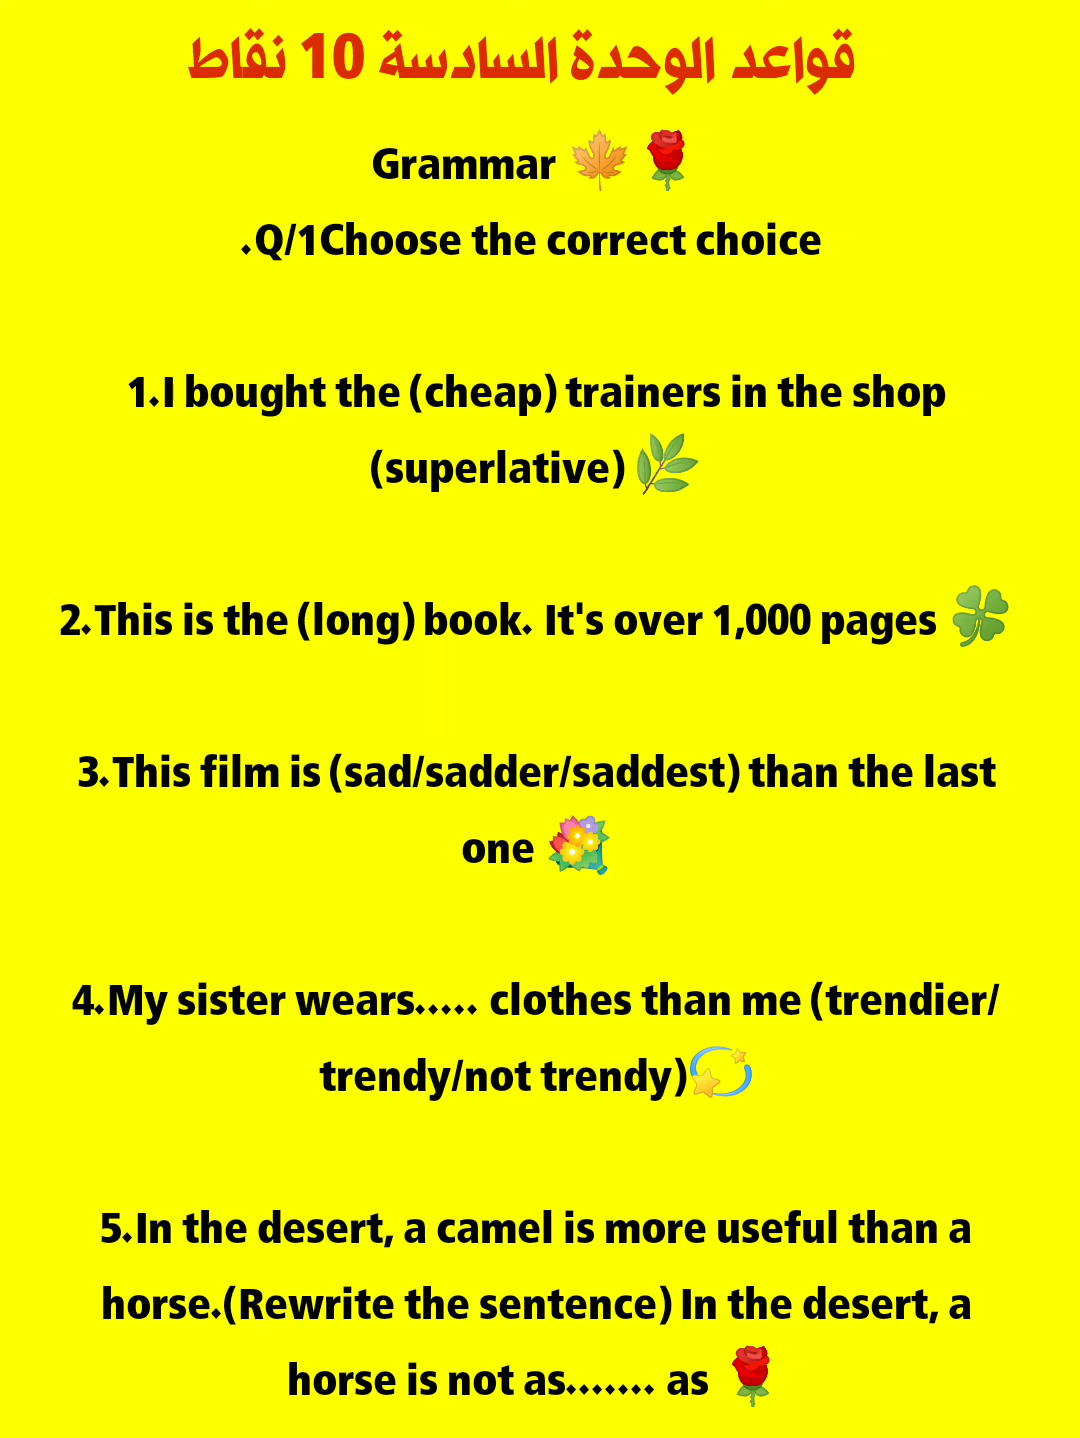 قواعد الوحدة السادسة 10 نقاط
Grammar 🍁🌹
.Q/1Choose the correct choice
1.I bought the (cheap) trainers in the shop
(superlative) 🌿
2.This is the (long) book. It's over 1,000 pages 🍀
3.This film is (sad/sadder/saddest) than the last
one 💐
4.My sister wears..... clothes than me (trendier/
trendy/not trendy)💫
5.In the desert, a camel is more useful than a
horse.(Rewrite the sentence) In the desert, a
horse is not as....... as 🌹